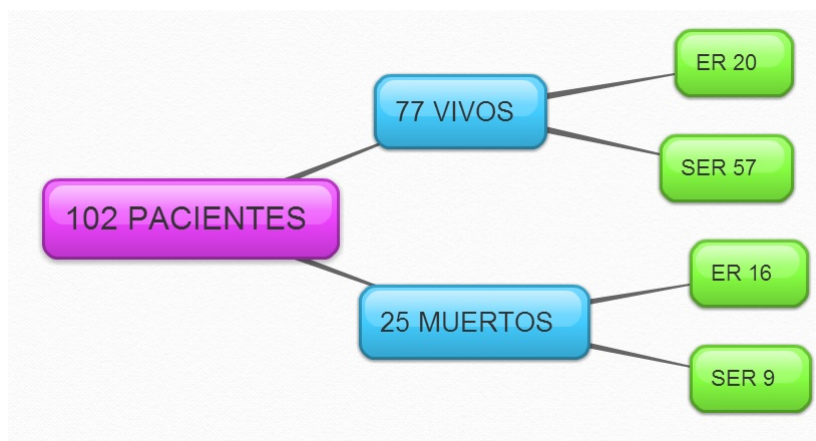 102 PACIENTES
77 VIVOS
ER 20
SER 57
25 MUERTOS
ER 16
SER 9